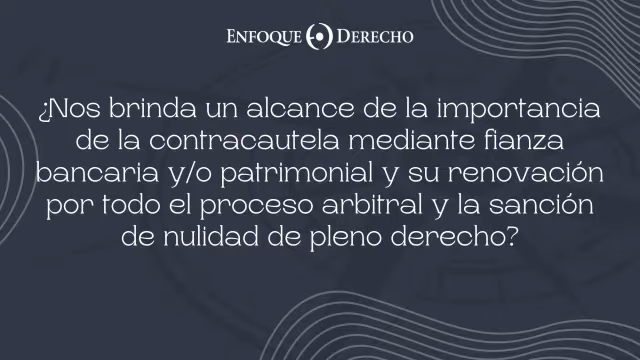 ENFOQUE DERECHO
¿Nos brinda un alcance de la importancia
de la contracautela mediante fianza
bancaria y/o patrimonial y su renovación
por todo el proceso arbitral y la sanción
de nulidad de pleno derecho?